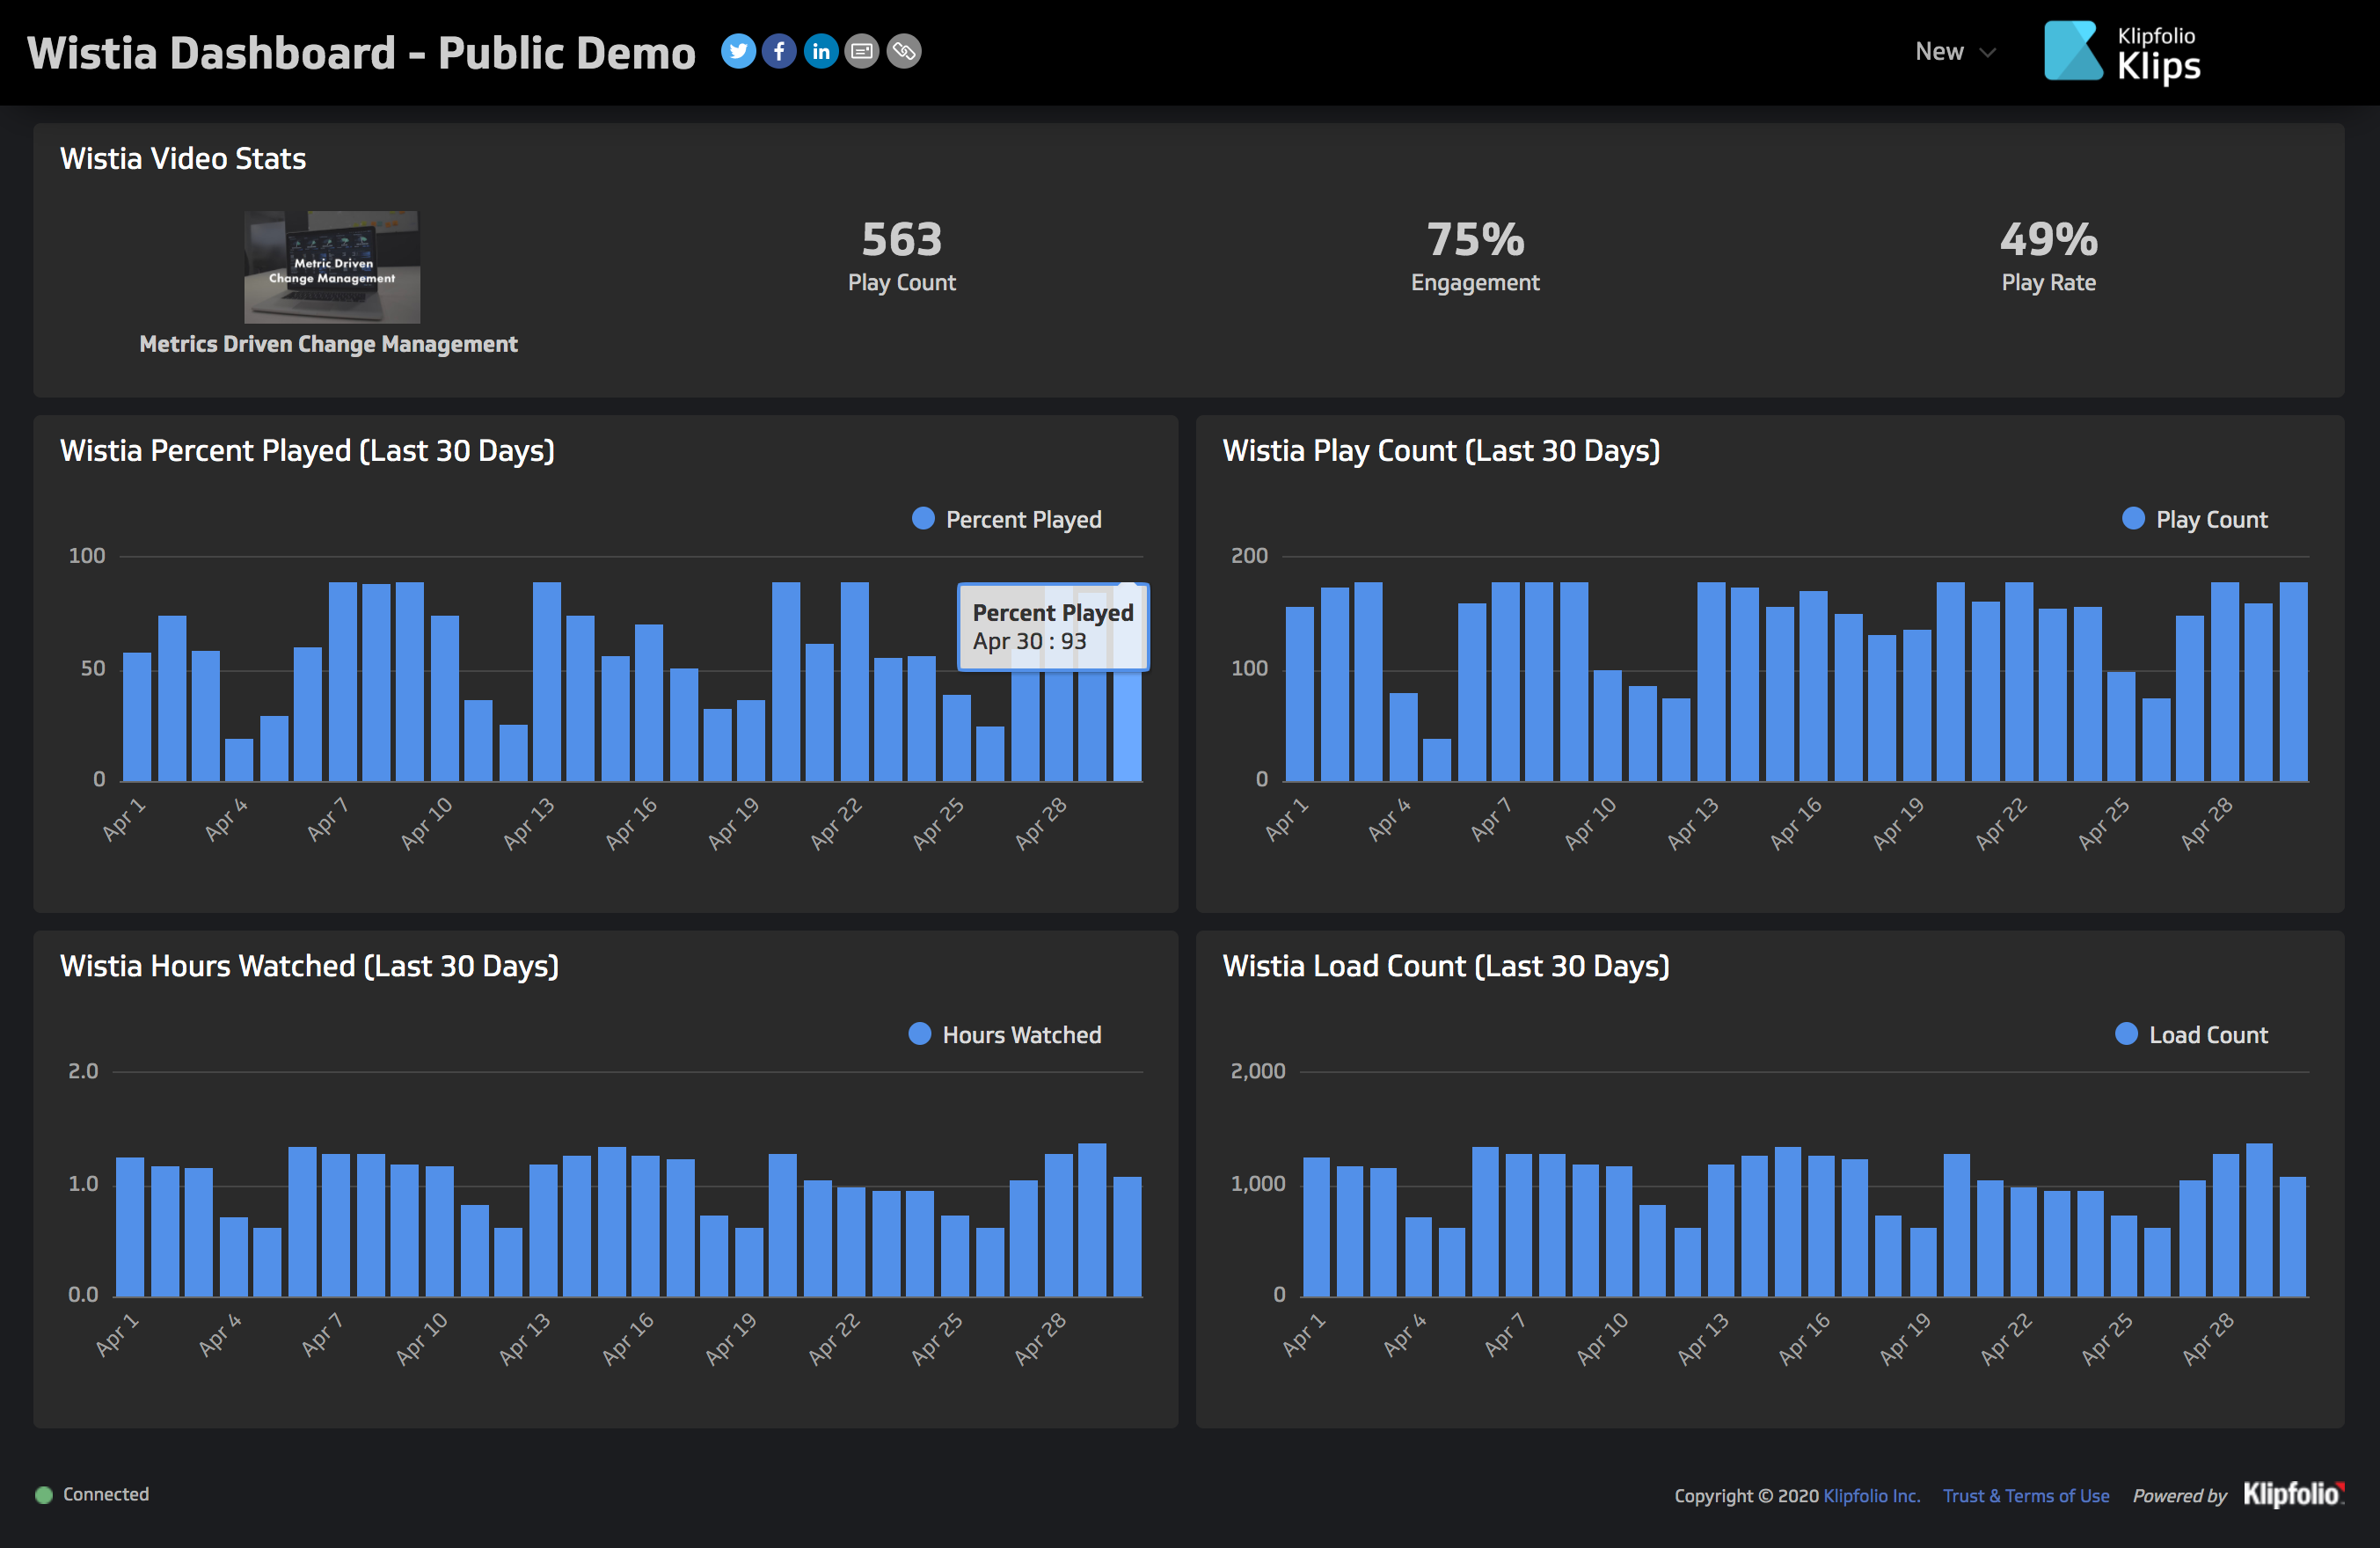 Wistia Dashboard - Public Demo
New
Klipfolio
Klips
Wistia Video Stats
Metric Driven
Change Management
Metrics Driven Change Management
563
Play Count
75%
Engagement
49%
Play Rate
Wistia Percent Played (Last 30 Days)
Percent Played
100
50
0
Percent Played
Apr 30 : 93
Apr 1
Apr 4
Apr 7
Apr 10
Apr 13
Apr 16
Apr 19
Apr 22
Apr 25
Apr 28
Wistia Play Count (Last 30 Days)
Play Count
200
100
0
Apr 1
Apr 4
Apr 7
Apr 10
Apr 13
Apr 16
Apr 19
Apr 22
Apr 25
Apr 28
Wistia Hours Watched (Last 30 Days)
Hours Watched
2.0
1.0
0.0
Apr 1
Apr 4
Apr 7
Apr 10
Apr 13
Apr 16
Apr 19
Apr 22
Apr 25
Apr 28
Wistia Load Count (Last 30 Days)
Load Count
2,000
1,000
0
Apr 1
Apr 4
Apr 7
Apr 10
Apr 13
Apr 16
Apr 19
Apr 22
Apr 25
Apr 28
Connected
Copyright © 2020 Klipfolio Inc. Trust & Terms of Use Powered by Klipfolio